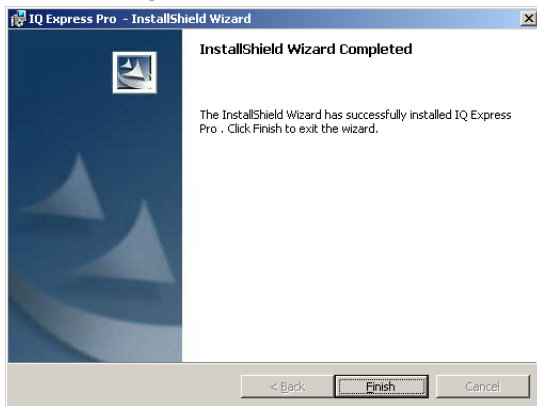 IQ Express Pro - InstallShield Wizard
InstallShield Wizard Completed
The InstallShield Wizard has successfully installed IQ Express
Pro . Click Finish to exit the wizard.
< Back
Finish
Cancel